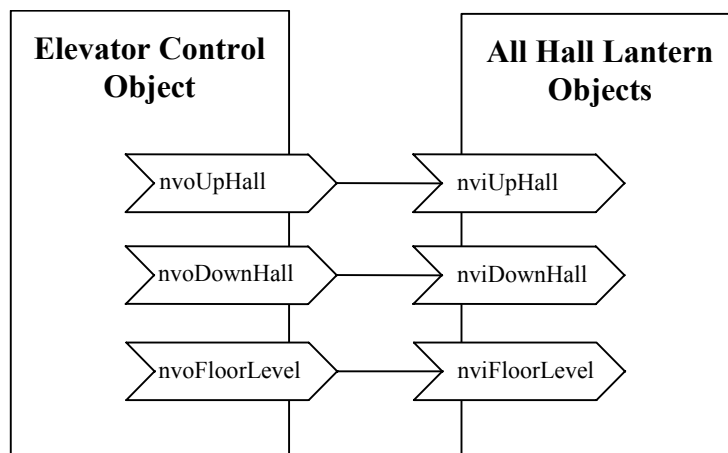 Elevator Control
Object
All Hall Lantern
Objects
nvoUpHall
nviUpHall
nvoDownHall
nviDownHall
nvoFloorLevel
nviFloorLevel